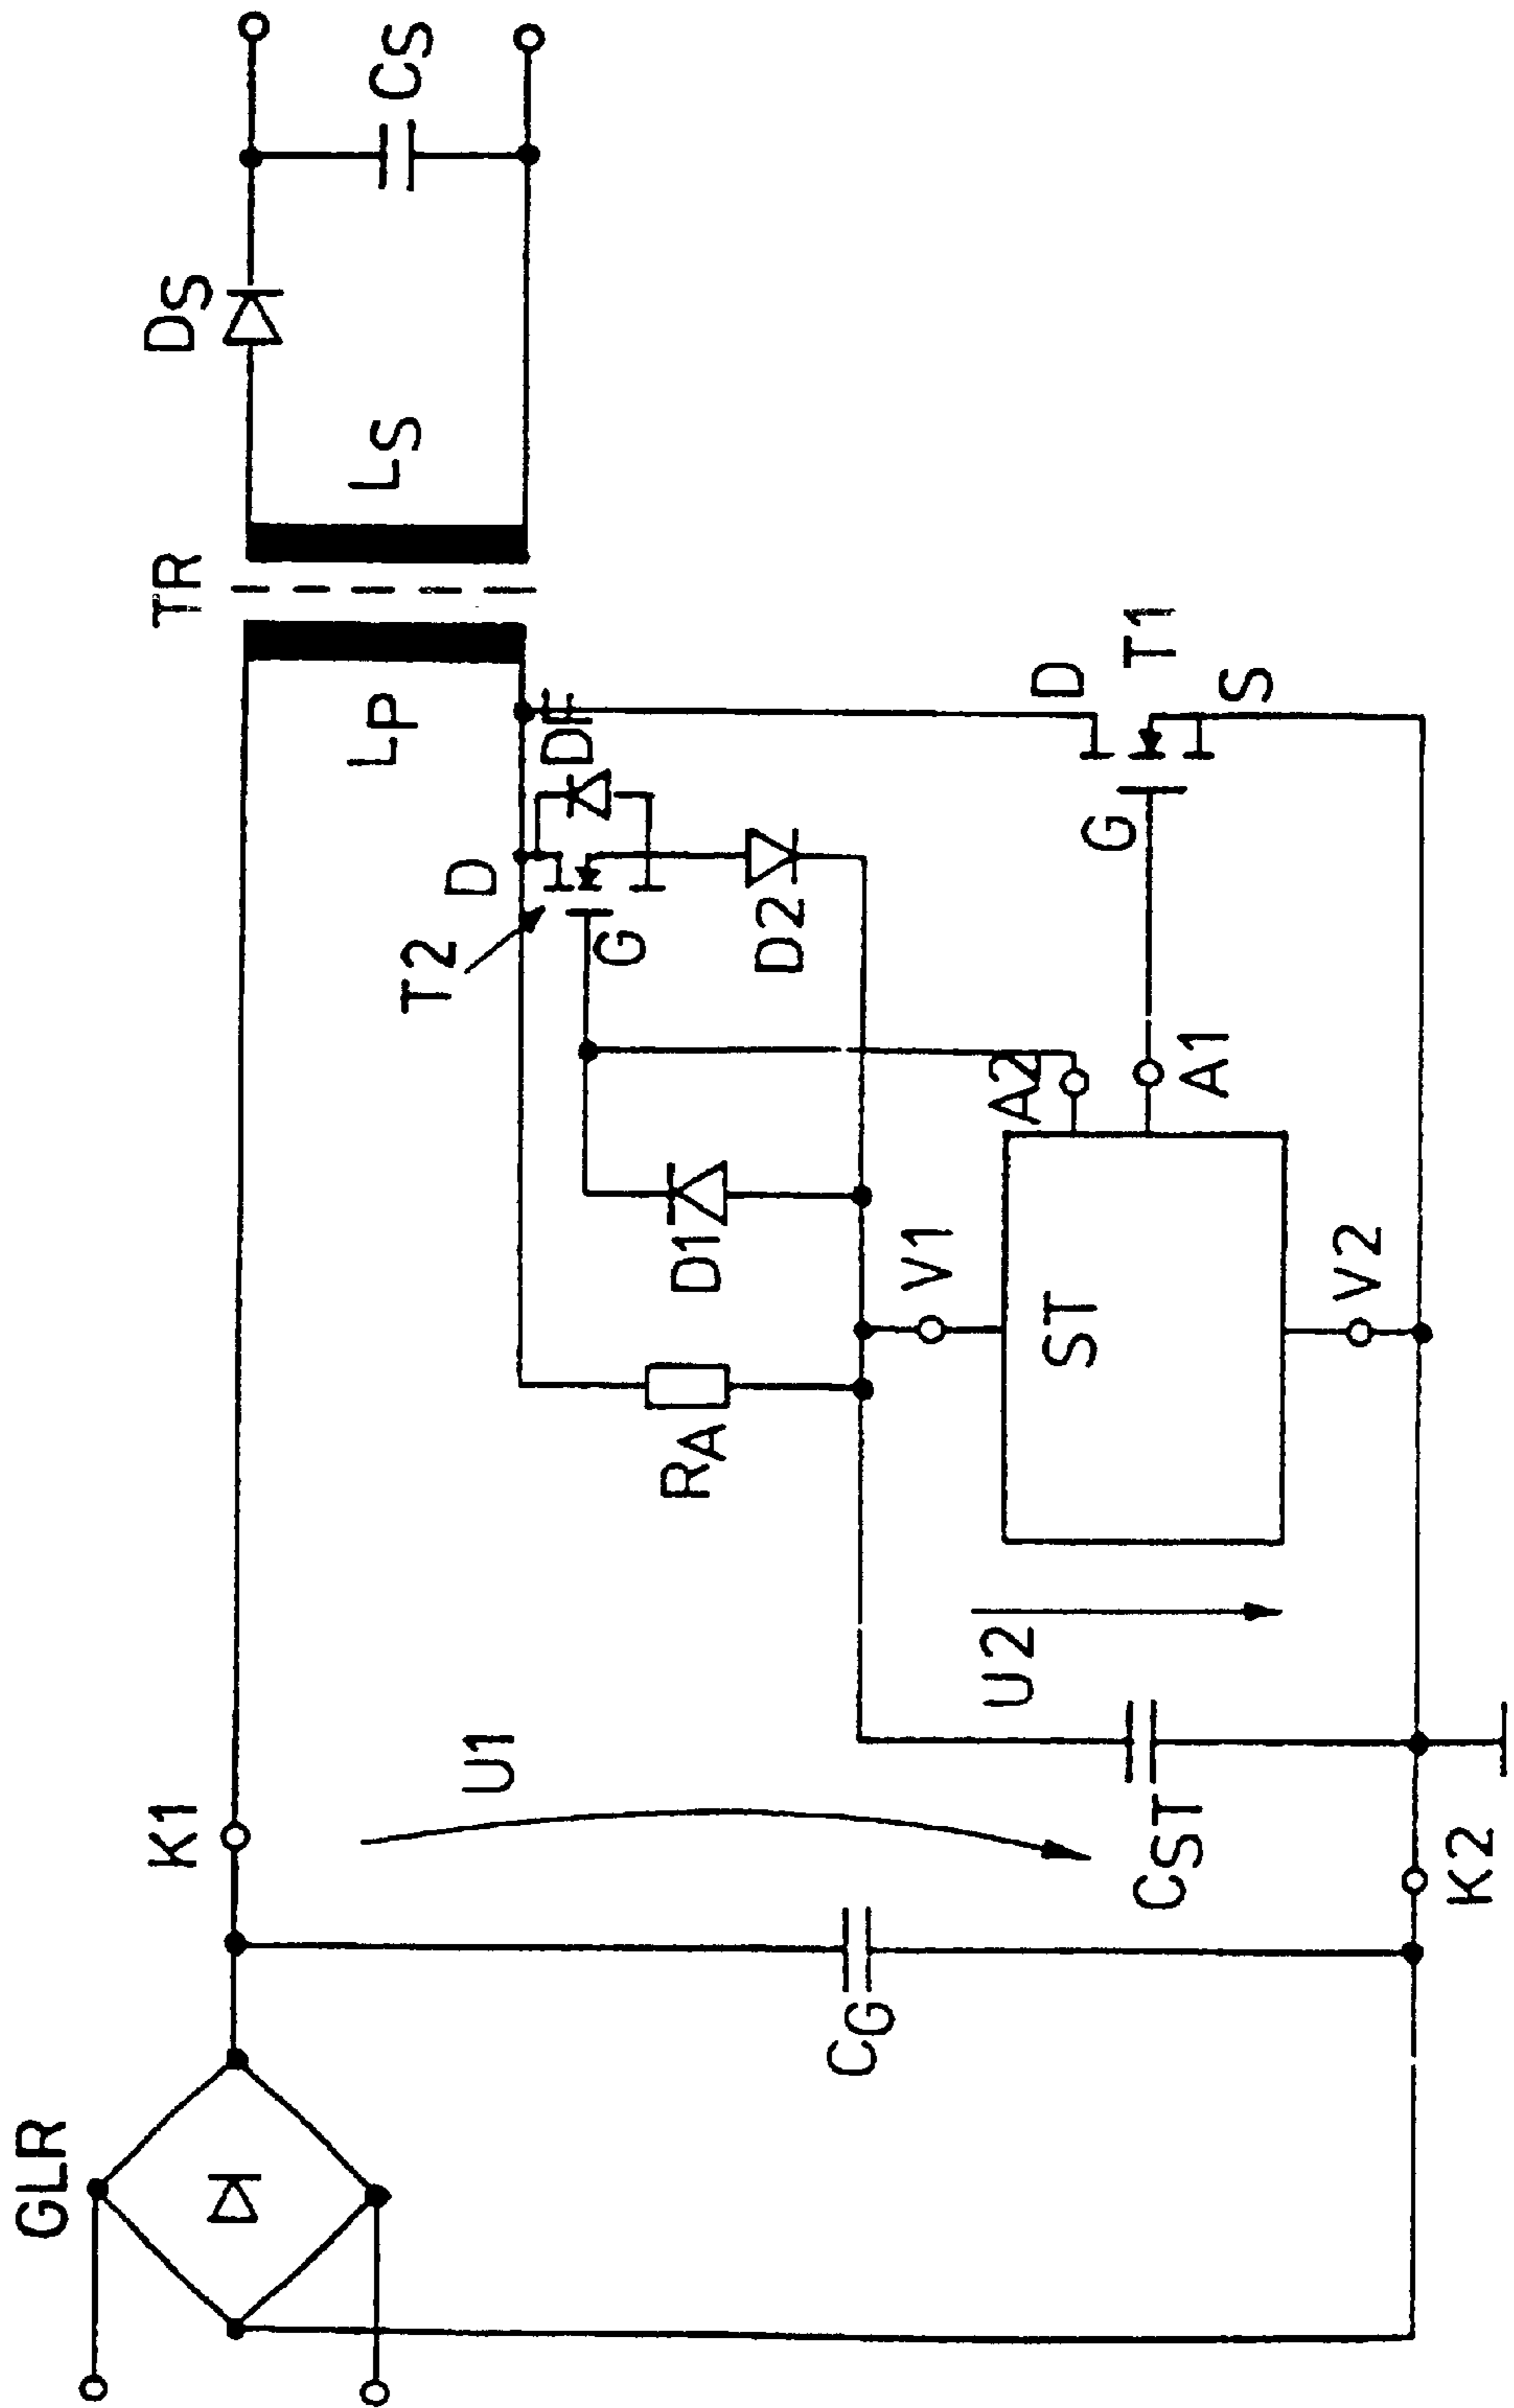 GLR
K1
U1
CG
CST
K2
U2
RA
ST
V1
V2
D1
T2
D
G
DF
D2
A2
A1
LP
TR
G
D
T1
S
LS
DS
CS